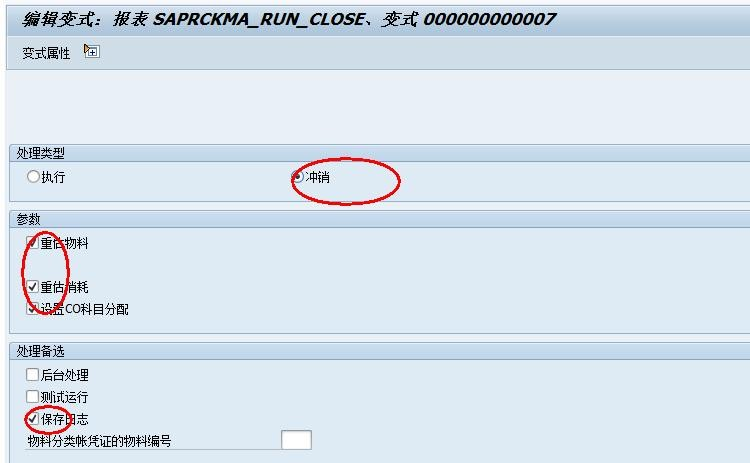 编辑变式：报表 SAPRCKMA_RUN_CLOSE、变式 000000000007
变式属性
处理类型
执行
冲销
参数
重估物料
重估消耗
设置CO科目分配
处理备选
后台处理
测试运行
保存日志
物料分类帐凭证的物料编号